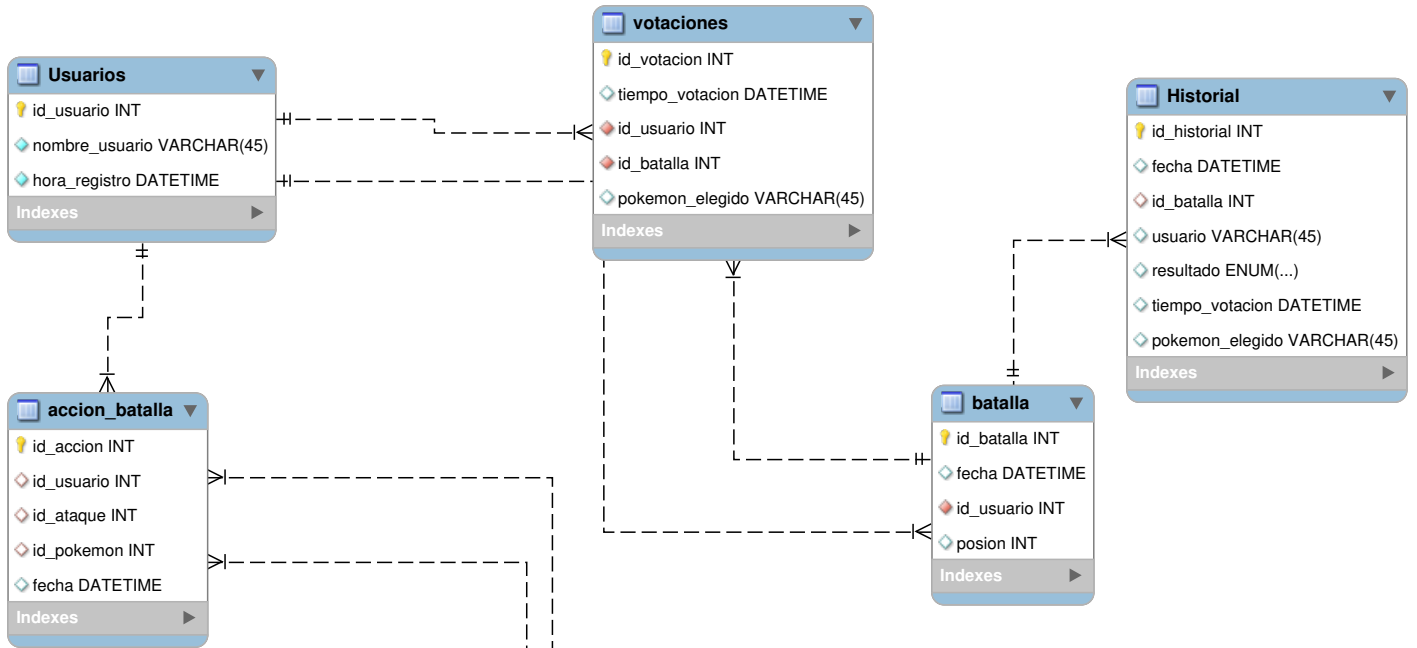 Usuarios
id_usuario INT
nombre_usuario VARCHAR(45)
hora_registro DATETIME
Indexes
votaciones
id_votacion INT
tiempo_votacion DATETIME
id_usuario INT
id_batalla INT
pokemon_elegido VARCHAR(45)
Indexes
Historial
id_historial INT
fecha DATETIME
id_batalla INT
usuario VARCHAR(45)
resultado ENUM(...)
tiempo_votacion DATETIME
pokemon_elegido VARCHAR(45)
Indexes
accion_batalla
id_accion INT
id_usuario INT
id_ataque INT
id_pokemon INT
fecha DATETIME
Indexes
batalla
id_batalla INT
fecha DATETIME
id_usuario INT
posion INT
Indexes